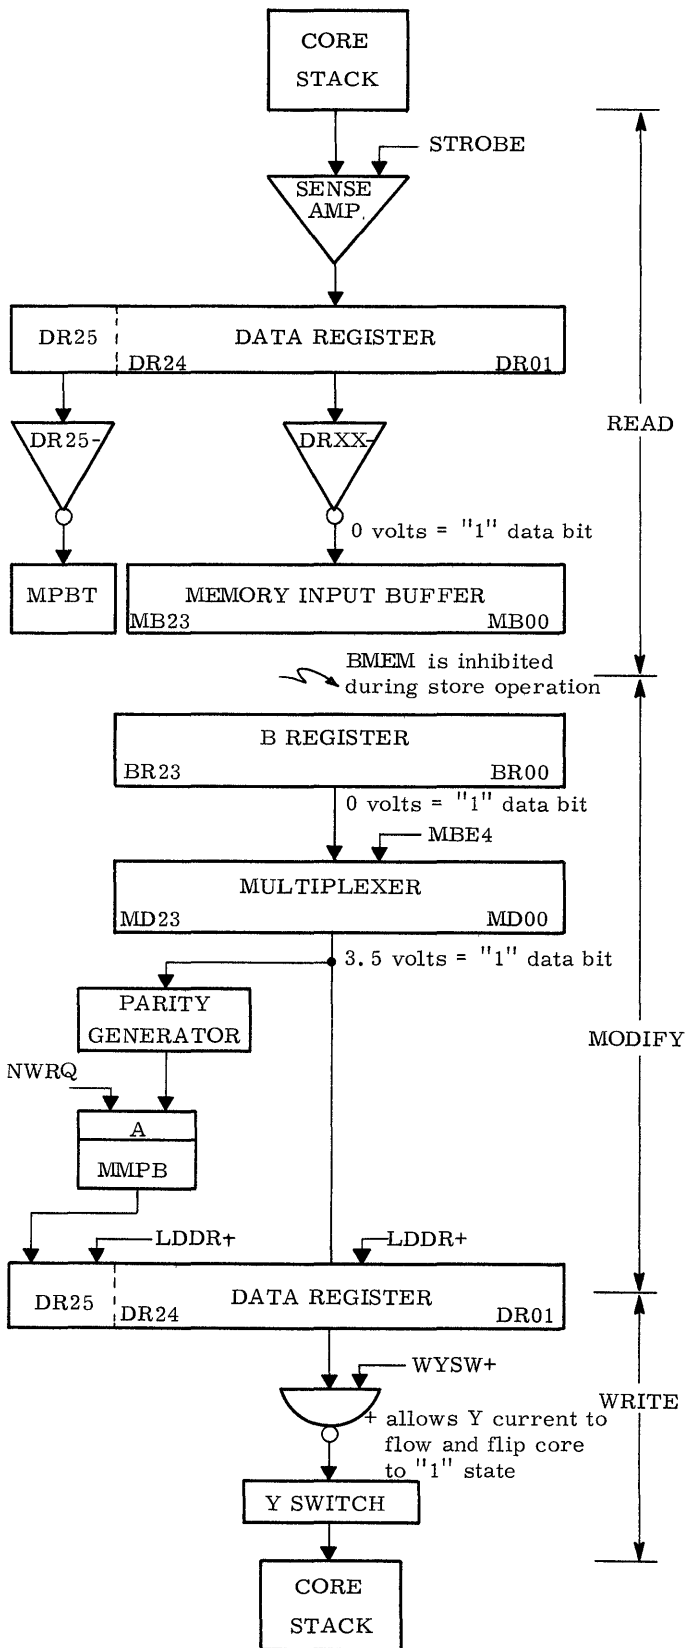 CORE
STACK
STROBE
SENSE
AMP.
DR25
DATA REGISTER
DR24
DR01
READ
DR25-
DRXX-
0 volts = "1" data bit
MPBT
MEMORY INPUT BUFFER
MB23
MB00
BMEM is inhibited
during store operation
B REGISTER
BR23
BR00
0 volts = "1" data bit
MBE4
MULTIPLEXER
MD23
MD00
3.5 volts = "1" data bit
PARITY
GENERATOR
MODIFY
NWRQ
A
MMPB
LDDR+
LDDR+
DR25
DATA REGISTER
DR24
DR01
WYSW+
WRITE
+ allows Y current to
flow and flip core
to "1" state
Y SWITCH
CORE
STACK